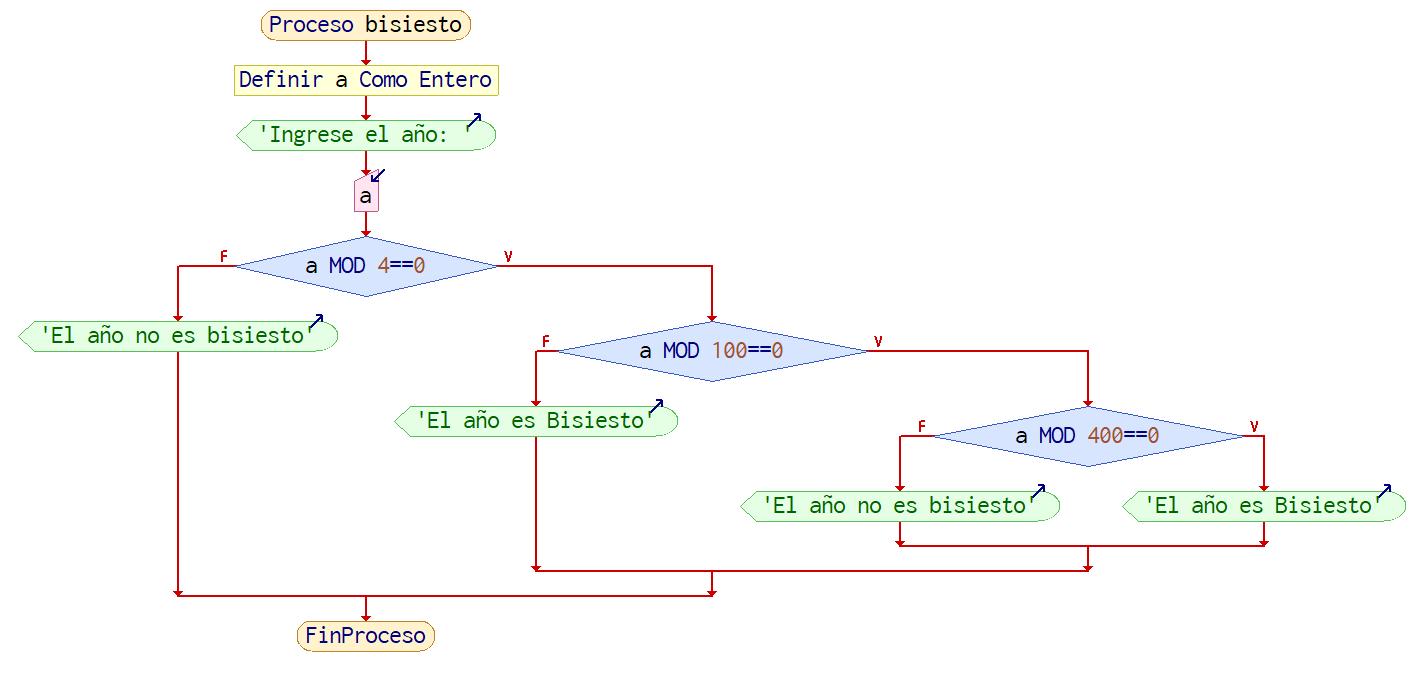 Proceso bisiesto
Definir a Como Entero
'Ingrese el año: '
a
F
a MOD 4==0
V
'El año no es bisiesto'
F
a MOD 100==0
V
'El año es Bisiesto'
F
a MOD 400==0
V
'El año no es bisiesto'
'El año es Bisiesto'
FinProceso